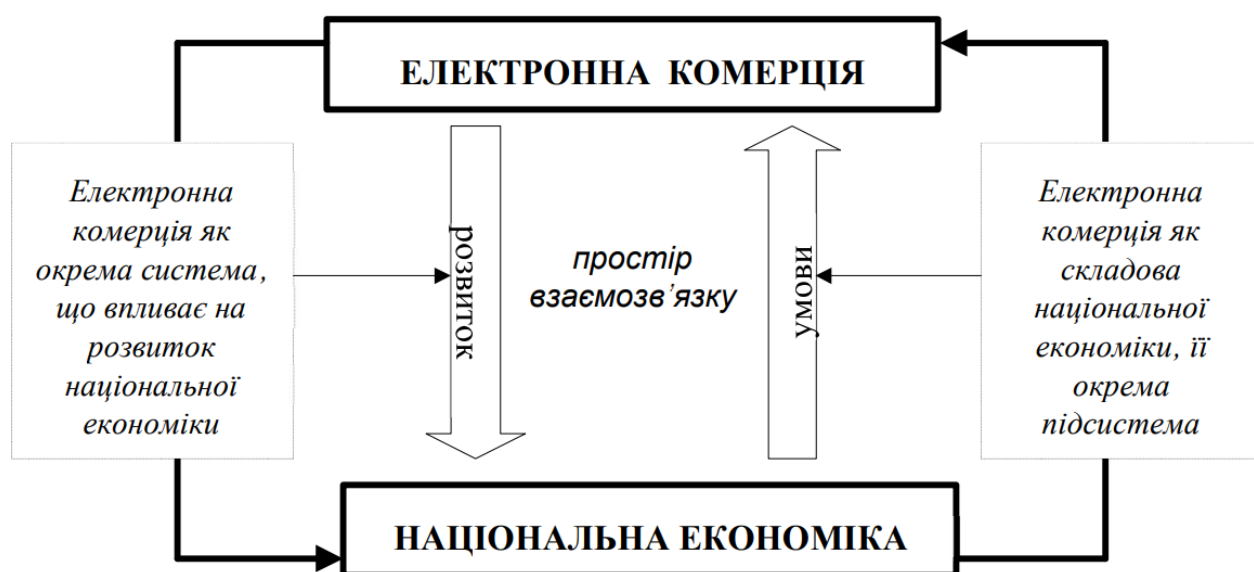 ЕЛЕКТРОННА КОМЕРЦІЯ
Електронна
комерція як
окрема система,
що впливає на
розвиток
національної
економіки
розвиток
простір
взаємозв’язку
умови
Електронна
комерція як
складова
національної
економіки, її
окрема
підсистема
НАЦІОНАЛЬНА ЕКОНОМІКА